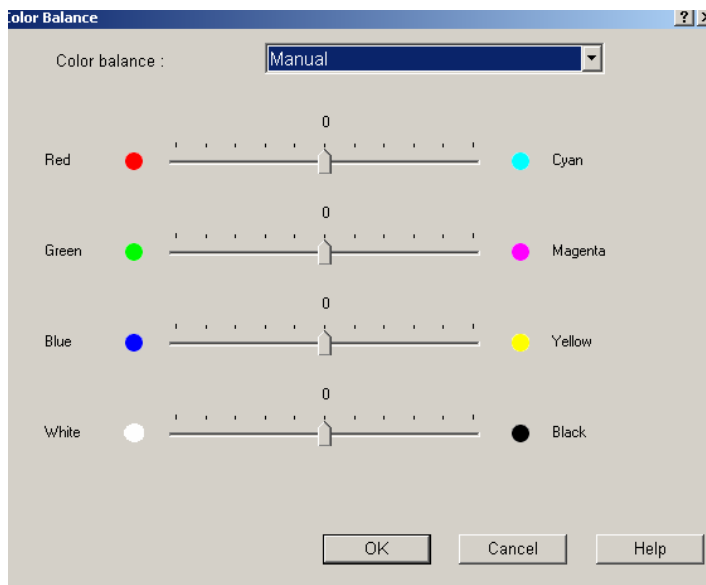 Color Balance
Color balance :
Manual
0
Red
Cyan
0
Green
Magenta
0
Blue
Yellow
0
White
Black
OK
Cancel
Help